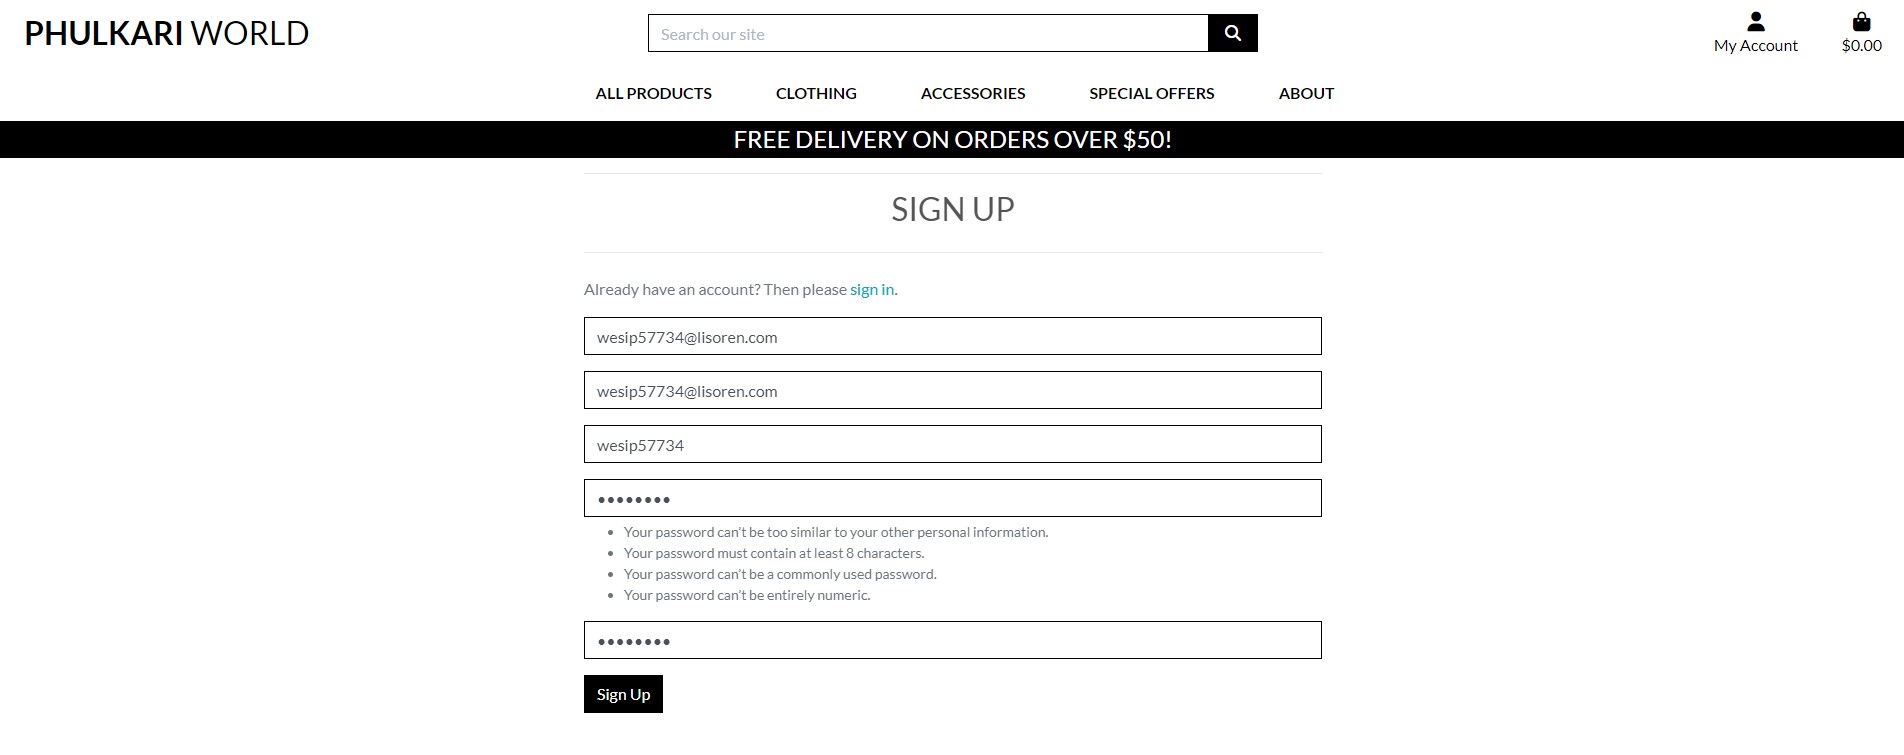 PHULKARI WORLD
Search our site
My Account
$0.00
ALL PRODUCTS CLOTHING ACCESSORIES SPECIAL OFFERS ABOUT
FREE DELIVERY ON ORDERS OVER $50!
SIGN UP
Already have an account? Then please sign in.
wesip57734@lisoren.com
wesip57734@lisoren.com
wesip57734
••••••••
• Your password can't be too similar to your other personal information.
• Your password must contain at least 8 characters.
• Your password can't be a commonly used password.
• Your password can't be entirely numeric.
••••••••
Sign Up